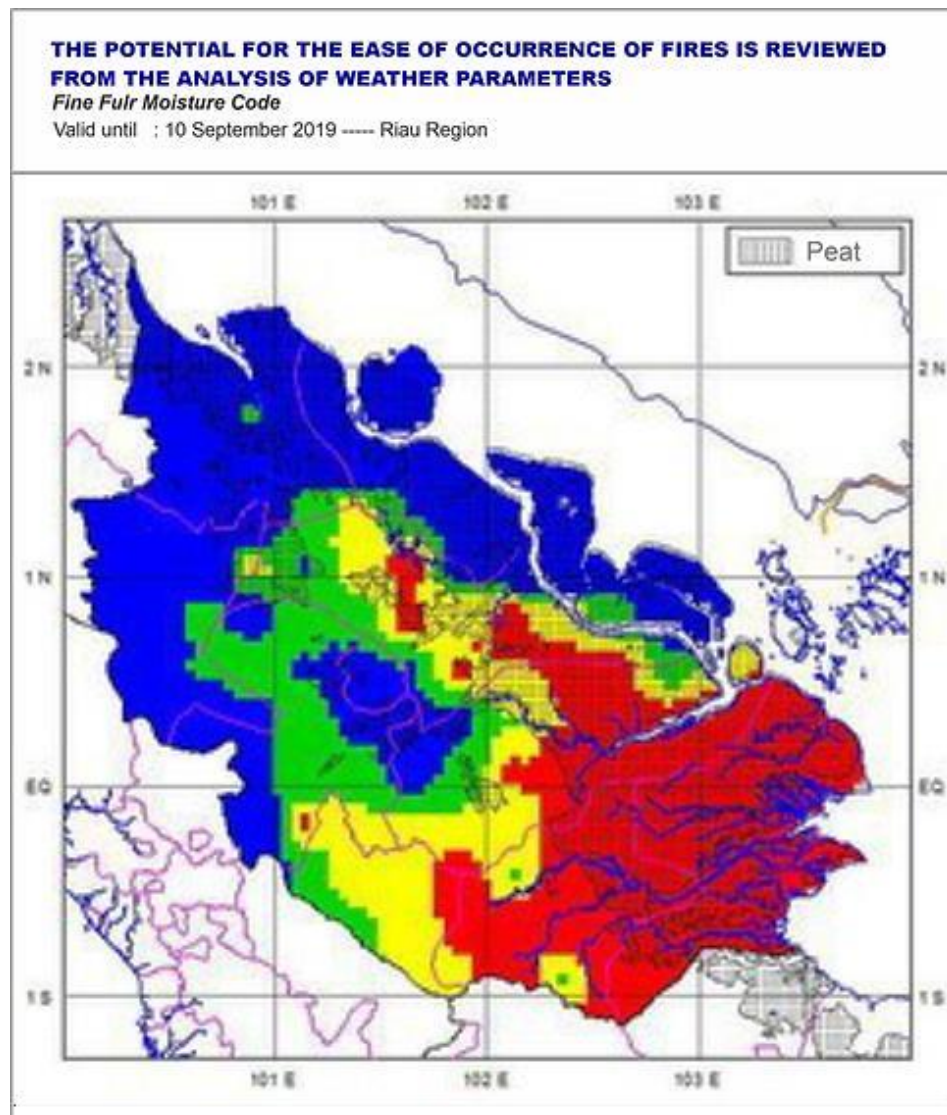 THE POTENTIAL FOR THE EASE OF OCCURRENCE OF FIRES IS REVIEWED
FROM THE ANALYSIS OF WEATHER PARAMETERS
Fine Fulr Moisture Code
Valid until : 10 September 2019 ----- Riau Region
101 E 102 E 103 E
Peat
2 N 2 N
1 N 1 N
EQ EQ
1 S 1 S
101 E 102 E 103 E